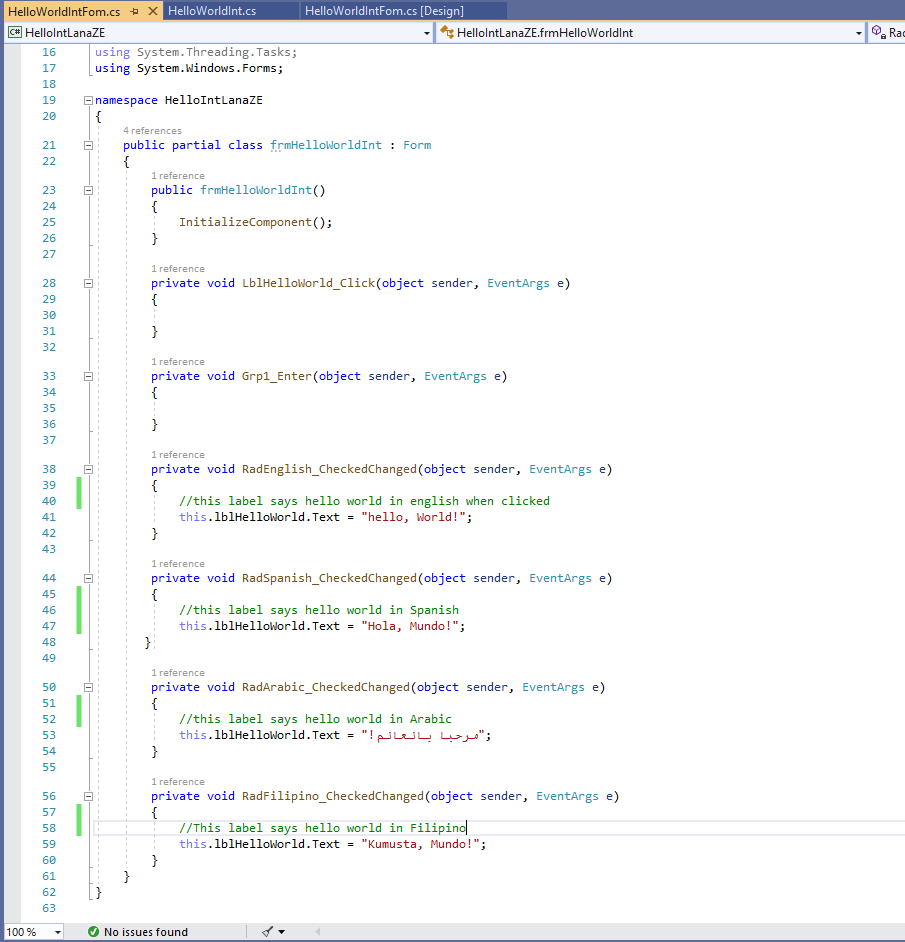 HelloWorldIntFom.cs HelloWorldInt.cs HelloWorldIntFom.cs [Design]
C# HelloIntLanaZE HelloIntLanaZE.frmHelloWorldInt Rad
16 using System.Threading.Tasks;
17 using System.Windows.Forms;
18
19 namespace HelloIntLanaZE
20 {
4 references
21 public partial class frmHelloWorldInt : Form
22 {
1 reference
23 public frmHelloWorldInt()
24 {
25 InitializeComponent();
26 }
27
1 reference
28 private void LblHelloWorld_Click(object sender, EventArgs e)
29 {
30
31 }
32
1 reference
33 private void Grp1_Enter(object sender, EventArgs e)
34 {
35
36 }
37
1 reference
38 private void RadEnglish_CheckedChanged(object sender, EventArgs e)
39 {
40 //this label says hello world in english when clicked
41 this.lblHelloWorld.Text = "hello, World!";
42 }
43
1 reference
44 private void RadSpanish_CheckedChanged(object sender, EventArgs e)
45 {
46 //this label says hello world in Spanish
47 this.lblHelloWorld.Text = "Hola, Mundo!";
48 }
49
1 reference
50 private void RadArabic_CheckedChanged(object sender, EventArgs e)
51 {
52 //this label says hello world in Arabic
53 this.lblHelloWorld.Text = "مرحبا بالعالم!";
54 }
55
1 reference
56 private void RadFilipino_CheckedChanged(object sender, EventArgs e)
57 {
58 //This label says hello world in Filipino
59 this.lblHelloWorld.Text = "Kumusta, Mundo!";
60 }
61 }
62 }
63
100 % No issues found